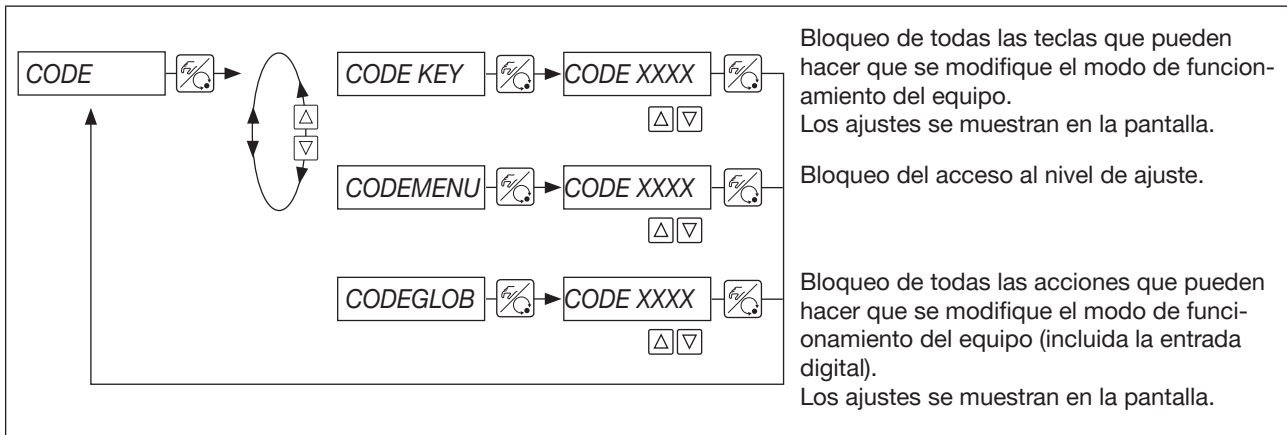 CODE
CODE KEY
CODE XXXX
Bloqueo de todas las teclas que pueden
hacer que se modifique el modo de funcion-
amiento del equipo.
Los ajustes se muestran en la pantalla.
CODEMENU
CODE XXXX
Bloqueo del acceso al nivel de ajuste.
CODEGLOB
CODE XXXX
Bloqueo de todas las acciones que pueden
hacer que se modifique el modo de funci-
onamiento del equipo (incluida la entrada
digital).
Los ajustes se muestran en la pantalla.